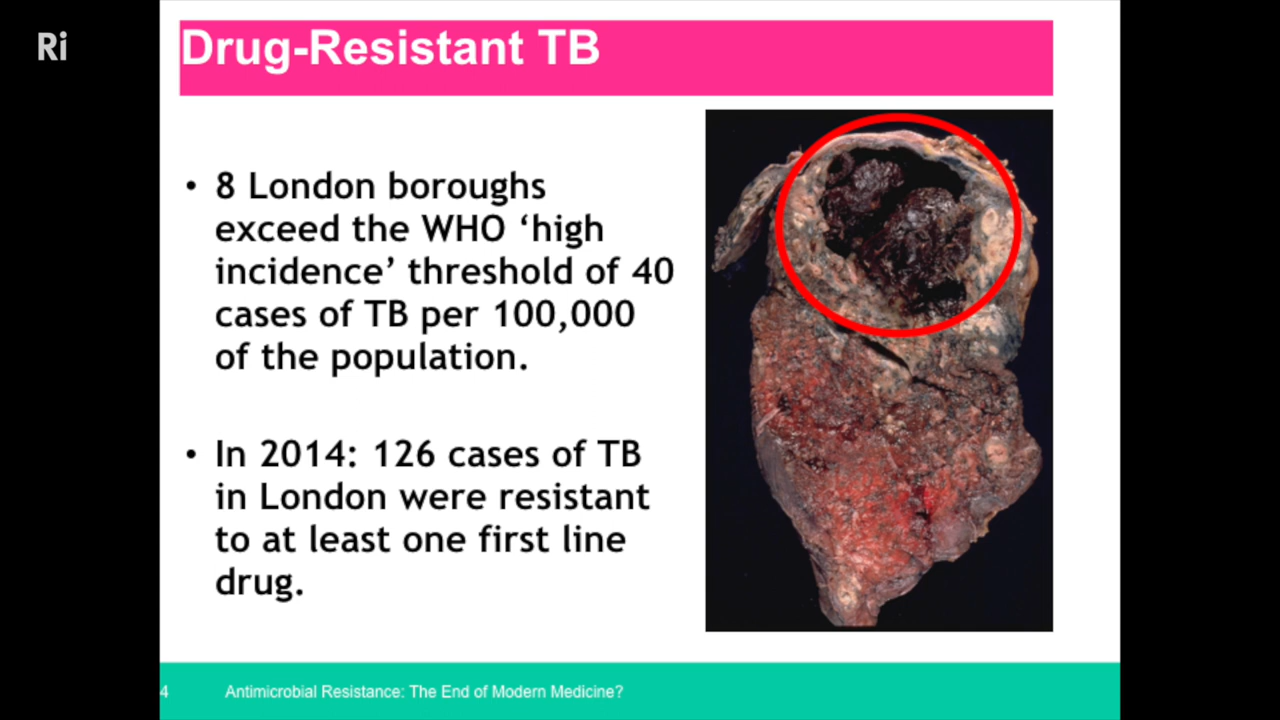 Ri
Drug-Resistant TB
• 8 London boroughs
exceed the WHO ‘high
incidence’ threshold of 40
cases of TB per 100,000
of the population.
• In 2014: 126 cases of TB
in London were resistant
to at least one first line
drug.
4 Antimicrobial Resistance: The End of Modern Medicine?